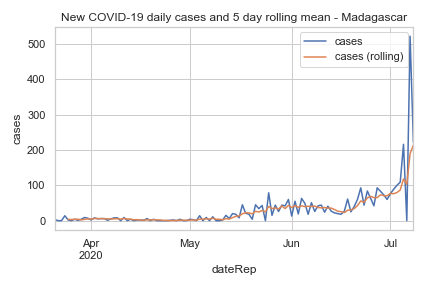 New COVID-19 daily cases and 5 day rolling mean - Madagascar
cases
cases (rolling)
500
400
300
200
100
0
cases
Apr
2020
May
Jun
Jul
dateRep